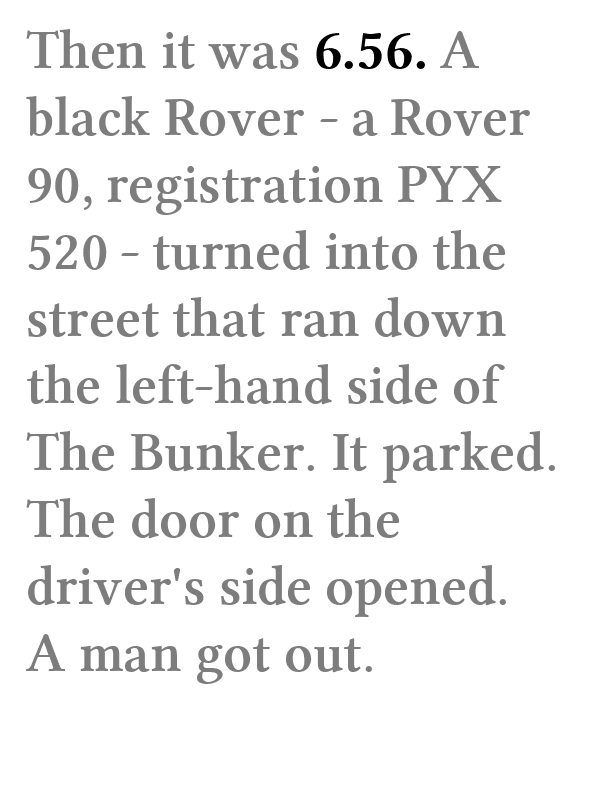 Then it was 6.56. A
black Rover - a Rover
90, registration PYX
520 - turned into the
street that ran down
the left-hand side of
The Bunker. It parked.
The door on the
driver's side opened.
A man got out.